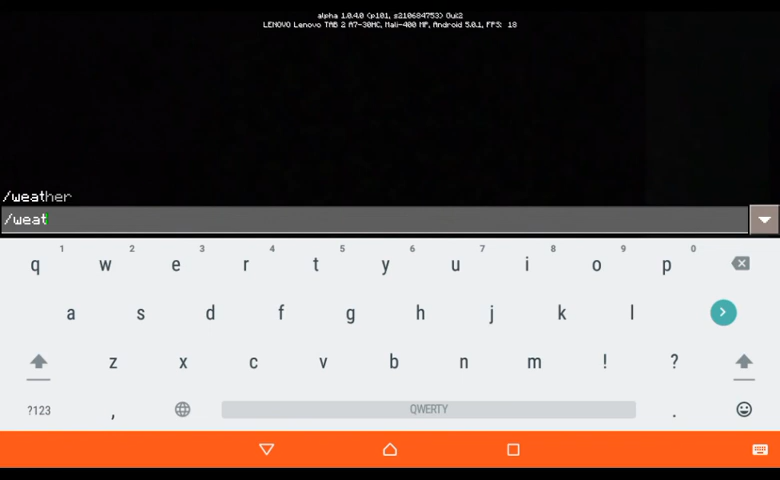 alpha 1.0.4.0 (p101, s210684753) Gui2
LENOVO Lenovo TAB 2 A7-30HC, Mali-400 MP, Android 5.0.1, FPS: 18
/weather
/weat
1 2 3 4 5 6 7 8 9 0
q w e r t y u i o p
a s d f g h j k l
z x c v b n m ! ?
?123 , QWERTY .